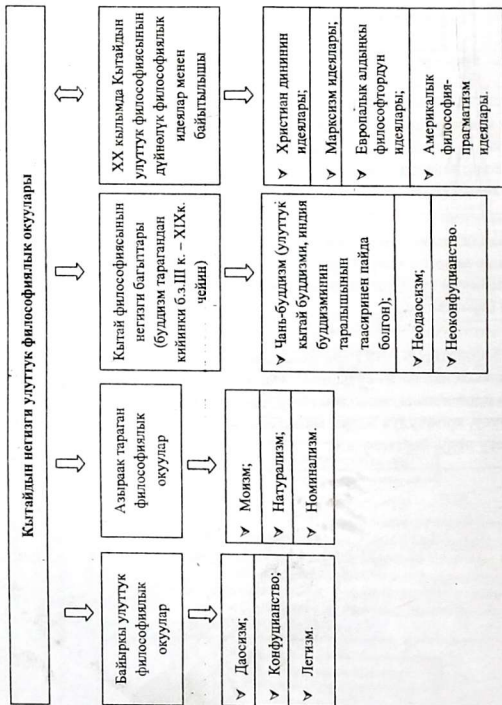 Кытайдын негизги улуттук философиялык окуулары
Байыркы улуттук
философиялык
окуулар
➢ Даосизм;
➢ Конфуцианство;
➢ Легизм.
Азыраак тараган
философиялык
окуулар
➢ Моизм;
➢ Натурализм;
➢ Номинализм.
Кытай философиясынын
негизги багыттары
(буддизм тарагандан
кийинки б.з.III к. – XIXк.
чейин)
➢ Чань-буддизм (улуттук
кытай буддизми, индия
буддизминин
таралышынын
таасиринен пайда
болгон);
➢ Неодаосизм;
➢ Неоконфуцианство.
XX кылымда Кытайдын
улуттук философиясынын
дүйнөлүк философиялык
идеялар менен
байытылышы
➢ Христиан дининин
идеялары;
➢ Марксизм идеялары;
➢ Европалык алдынкы
философтордун
идеялары;
➢ Америкалык
философия-
прагматизм
идеялары.